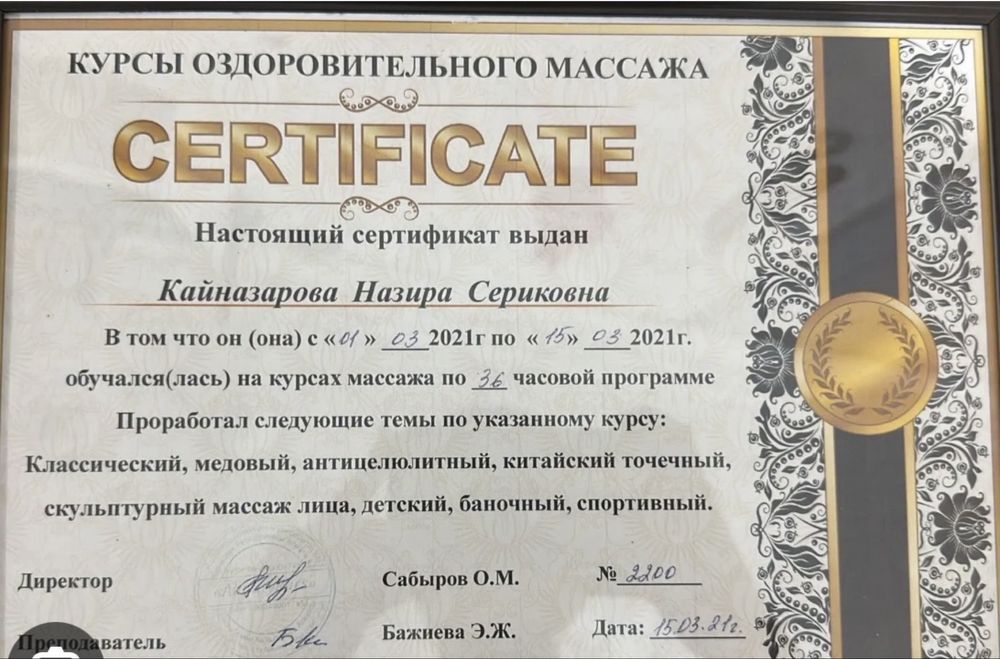 КУРСЫ ОЗДОРОВИТЕЛЬНОГО МАССАЖА
CERTIFICATE
Настоящий сертификат выдан
Кайназарова Назира Сериковна
В том что он (она) с «01» 03 2021г по «15» 03 2021г.
обучался(лась) на курсах массажа по 36 часовой программе
Проработал следующие темы по указанному курсу:
Классический, медовый, антицелюлитный, китайский точечный,
скульптурный массаж лица, детский, баночный, спортивный.
Директор Сабыров О.М. № 2200
Преподаватель Бажиева Э.Ж. Дата: 15.03.21г.